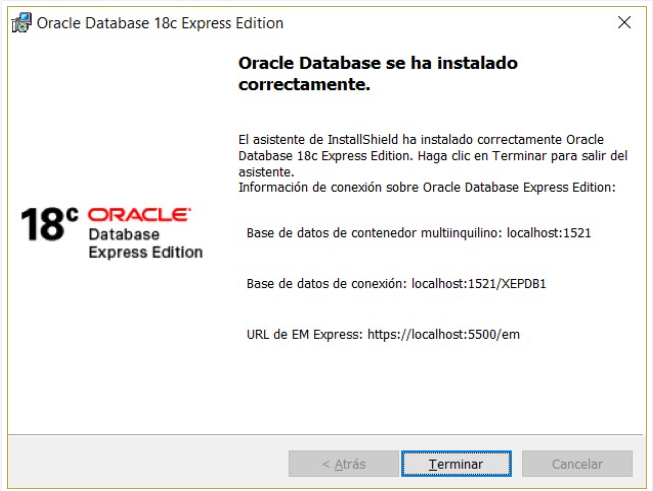 Oracle Database 18c Express Edition
Oracle Database se ha instalado
correctamente.
El asistente de InstallShield ha instalado correctamente Oracle
Database 18c Express Edition. Haga clic en Terminar para salir del
asistente.
Información de conexión sobre Oracle Database Express Edition:
18c ORACLE
Database
Express Edition
Base de datos de contenedor multiinquilino: localhost:1521
Base de datos de conexión: localhost:1521/XEPDB1
URL de EM Express: https://localhost:5500/em
< Atrás
Terminar
Cancelar